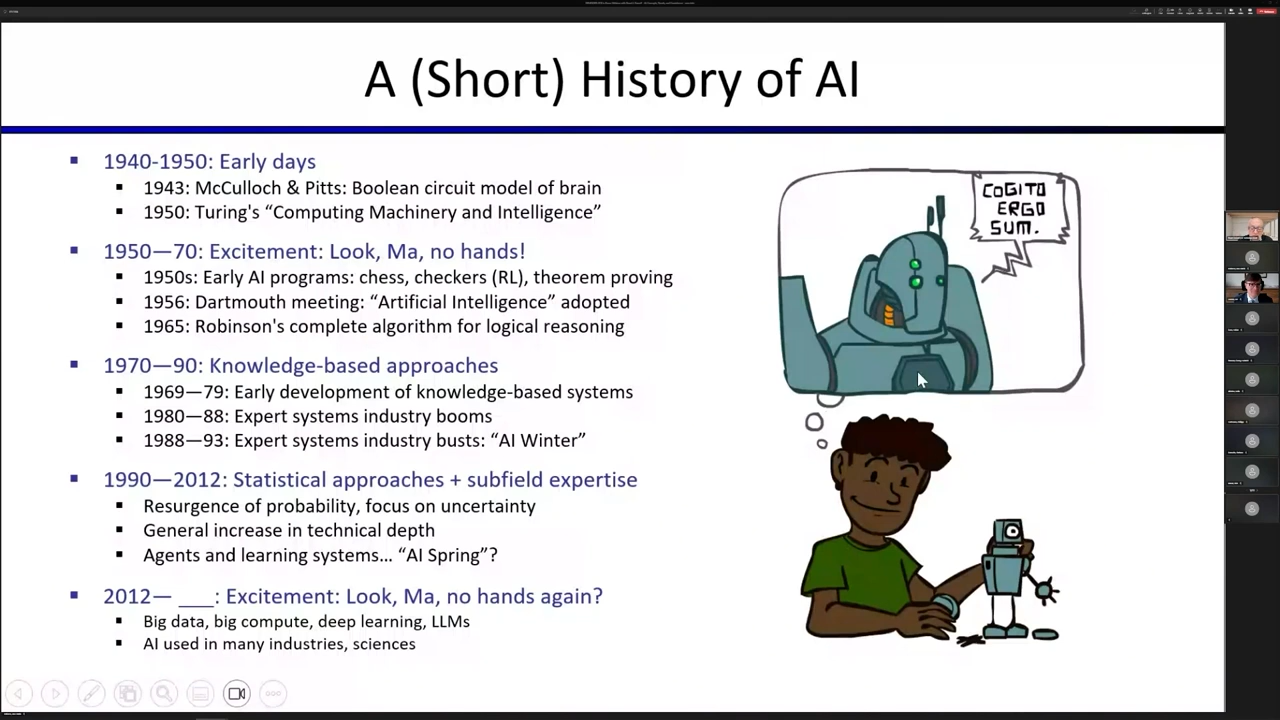 A (Short) History of AI
1940-1950: Early days
1943: McCulloch & Pitts: Boolean circuit model of brain
1950: Turing's “Computing Machinery and Intelligence”
1950—70: Excitement: Look, Ma, no hands!
1950s: Early AI programs: chess, checkers (RL), theorem proving
1956: Dartmouth meeting: “Artificial Intelligence” adopted
1965: Robinson's complete algorithm for logical reasoning
1970—90: Knowledge-based approaches
1969—79: Early development of knowledge-based systems
1980—88: Expert systems industry booms
1988—93: Expert systems industry busts: “AI Winter”
1990—2012: Statistical approaches + subfield expertise
Resurgence of probability, focus on uncertainty
General increase in technical depth
Agents and learning systems… “AI Spring”?
2012— ___: Excitement: Look, Ma, no hands again?
Big data, big compute, deep learning, LLMs
AI used in many industries, sciences
COGITO
ERGO
SUM.